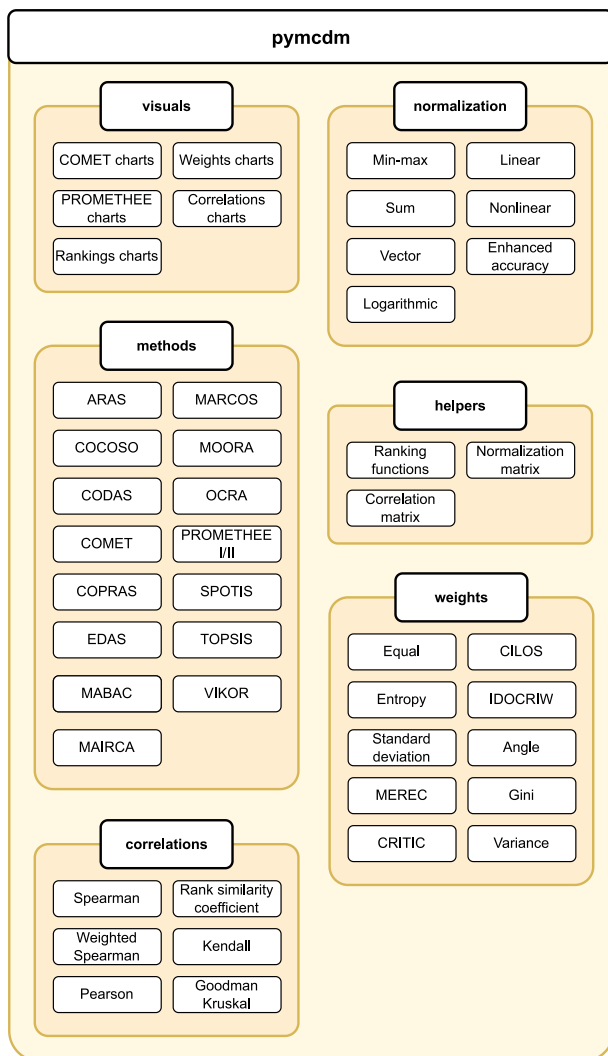 pymcdm
visuals
COMET charts
Weights charts
PROMETHEE
charts
Correlations
charts
Rankings charts
normalization
Min-max
Linear
Sum
Nonlinear
Vector
Enhanced
accuracy
Logarithmic
methods
ARAS
MARCOS
COCOSO
MOORA
CODAS
OCRA
COMET
PROMETHEE
I/II
COPRAS
SPOTIS
EDAS
TOPSIS
MABAC
VIKOR
MAIRCA
helpers
Ranking
functions
Normalization
matrix
Correlation
matrix
weights
Equal
CILOS
Entropy
IDOCRIW
Standard
deviation
Angle
MEREC
Gini
CRITIC
Variance
correlations
Spearman
Rank similarity
coefficient
Weighted
Spearman
Kendall
Pearson
Goodman
Kruskal